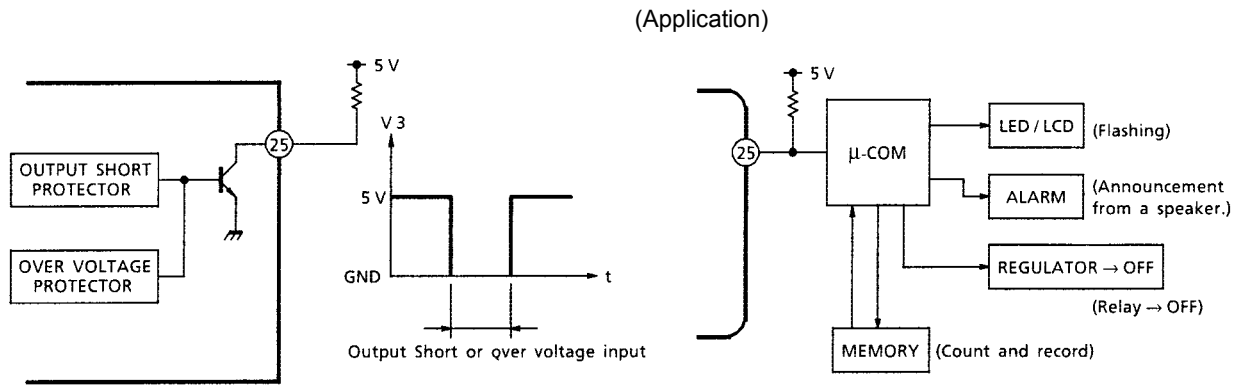 (Application)
5 V
25
OUTPUT SHORT
PROTECTOR
OVER VOLTAGE
PROTECTOR
V 3
5 V
GND
t
Output Short or over voltage input
5 V
25
μ-COM
LED / LCD
(Flashing)
ALARM
(Announcement
from a speaker.)
REGULATOR → OFF
(Relay → OFF)
MEMORY
(Count and record)